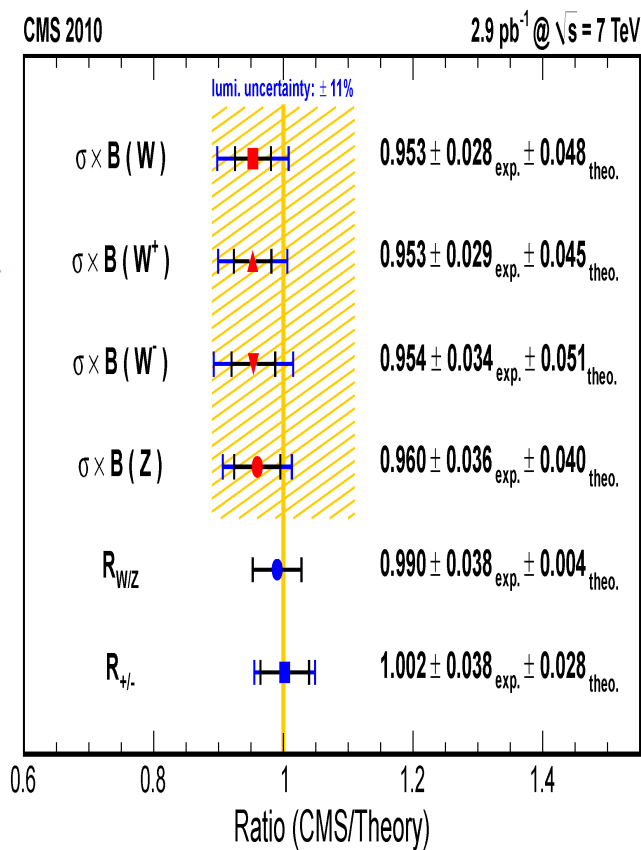 CMS 2010 2.9 pb⁻¹ @ √s = 7 TeV
lumi. uncertainty: ± 11%
σ × B ( W ) 0.953 ± 0.028 exp. ± 0.048 theo.
σ × B ( W⁺ ) 0.953 ± 0.029 exp. ± 0.045 theo.
σ × B ( W⁻ ) 0.954 ± 0.034 exp. ± 0.051 theo.
σ × B ( Z ) 0.960 ± 0.036 exp. ± 0.040 theo.
R W/Z 0.990 ± 0.038 exp. ± 0.004 theo.
R +/- 1.002 ± 0.038 exp. ± 0.028 theo.
0.6 0.8 1 1.2 1.4
Ratio (CMS/Theory)